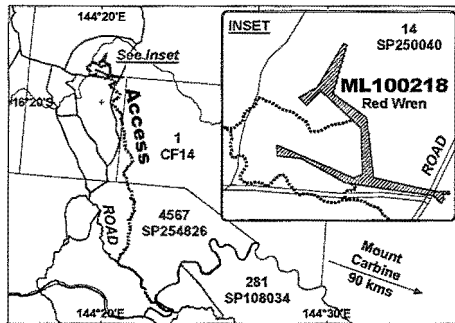 144°20'E
See Inset
16°20'S
Access
1
CF14
ROAD
4567
SP254826
281
SP108034
144°20'E
144°30'E
Mount
Carbine
90 kms
INSET
14
SP250040
ML100218
Red Wren
ROAD